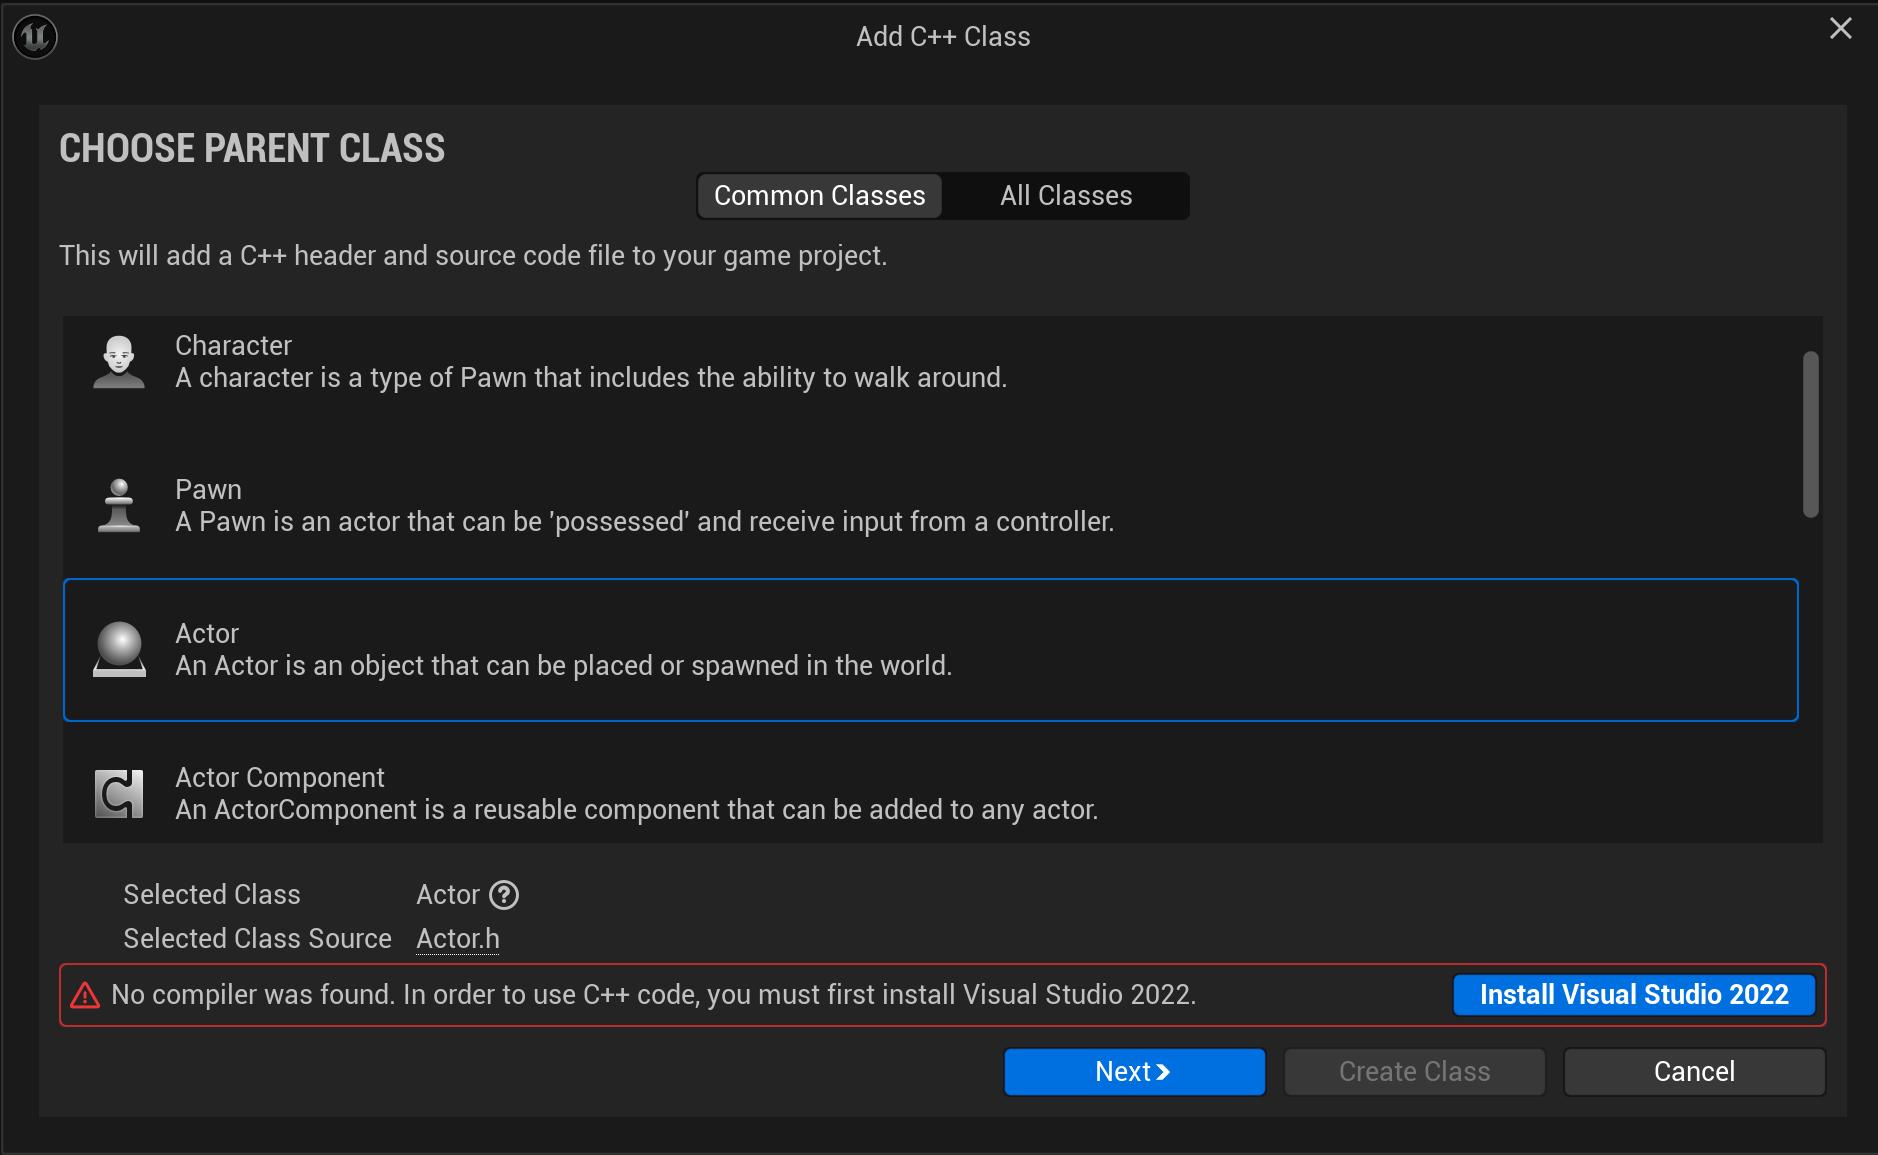 Add C++ Class
CHOOSE PARENT CLASS
Common Classes
All Classes
This will add a C++ header and source code file to your game project.
Character
A character is a type of Pawn that includes the ability to walk around.
Pawn
A Pawn is an actor that can be 'possessed' and receive input from a controller.
Actor
An Actor is an object that can be placed or spawned in the world.
Actor Component
An ActorComponent is a reusable component that can be added to any actor.
Selected Class Actor
Selected Class Source Actor.h
No compiler was found. In order to use C++ code, you must first install Visual Studio 2022.
Install Visual Studio 2022
Next
Create Class
Cancel